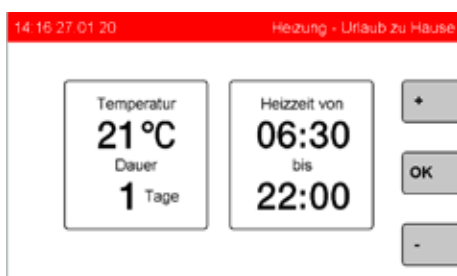 14:16 27.01 20 Heizung - Urlaub zu Hause
Temperatur
21°C
Dauer
1 Tage
Heizzeit von
06:30
bis
22:00
+
OK
-